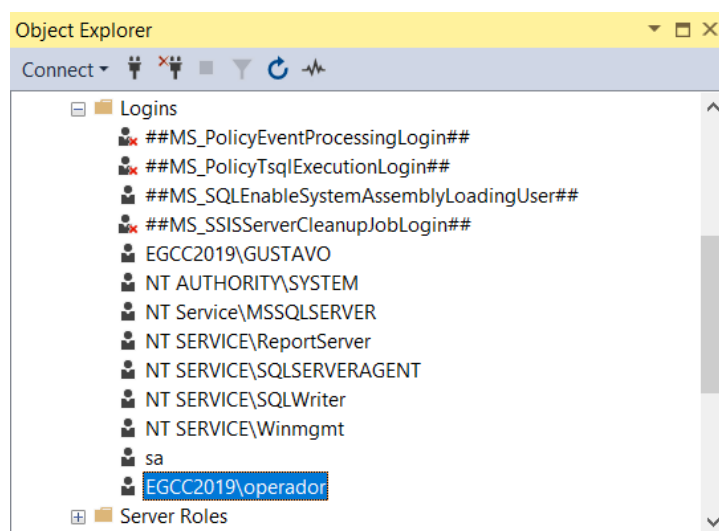 Object Explorer
Connect
Logins
##MS_PolicyEventProcessingLogin##
##MS_PolicyTsqlExecutionLogin##
##MS_SQLEnableSystemAssemblyLoadingUser##
##MS_SSISServerCleanupJobLogin##
EGCC2019\GUSTAVO
NT AUTHORITY\SYSTEM
NT Service\MSSQLSERVER
NT SERVICE\ReportServer
NT SERVICE\SQLSERVERAGENT
NT SERVICE\SQLWriter
NT SERVICE\Winmgmt
sa
EGCC2019\operador
Server Roles